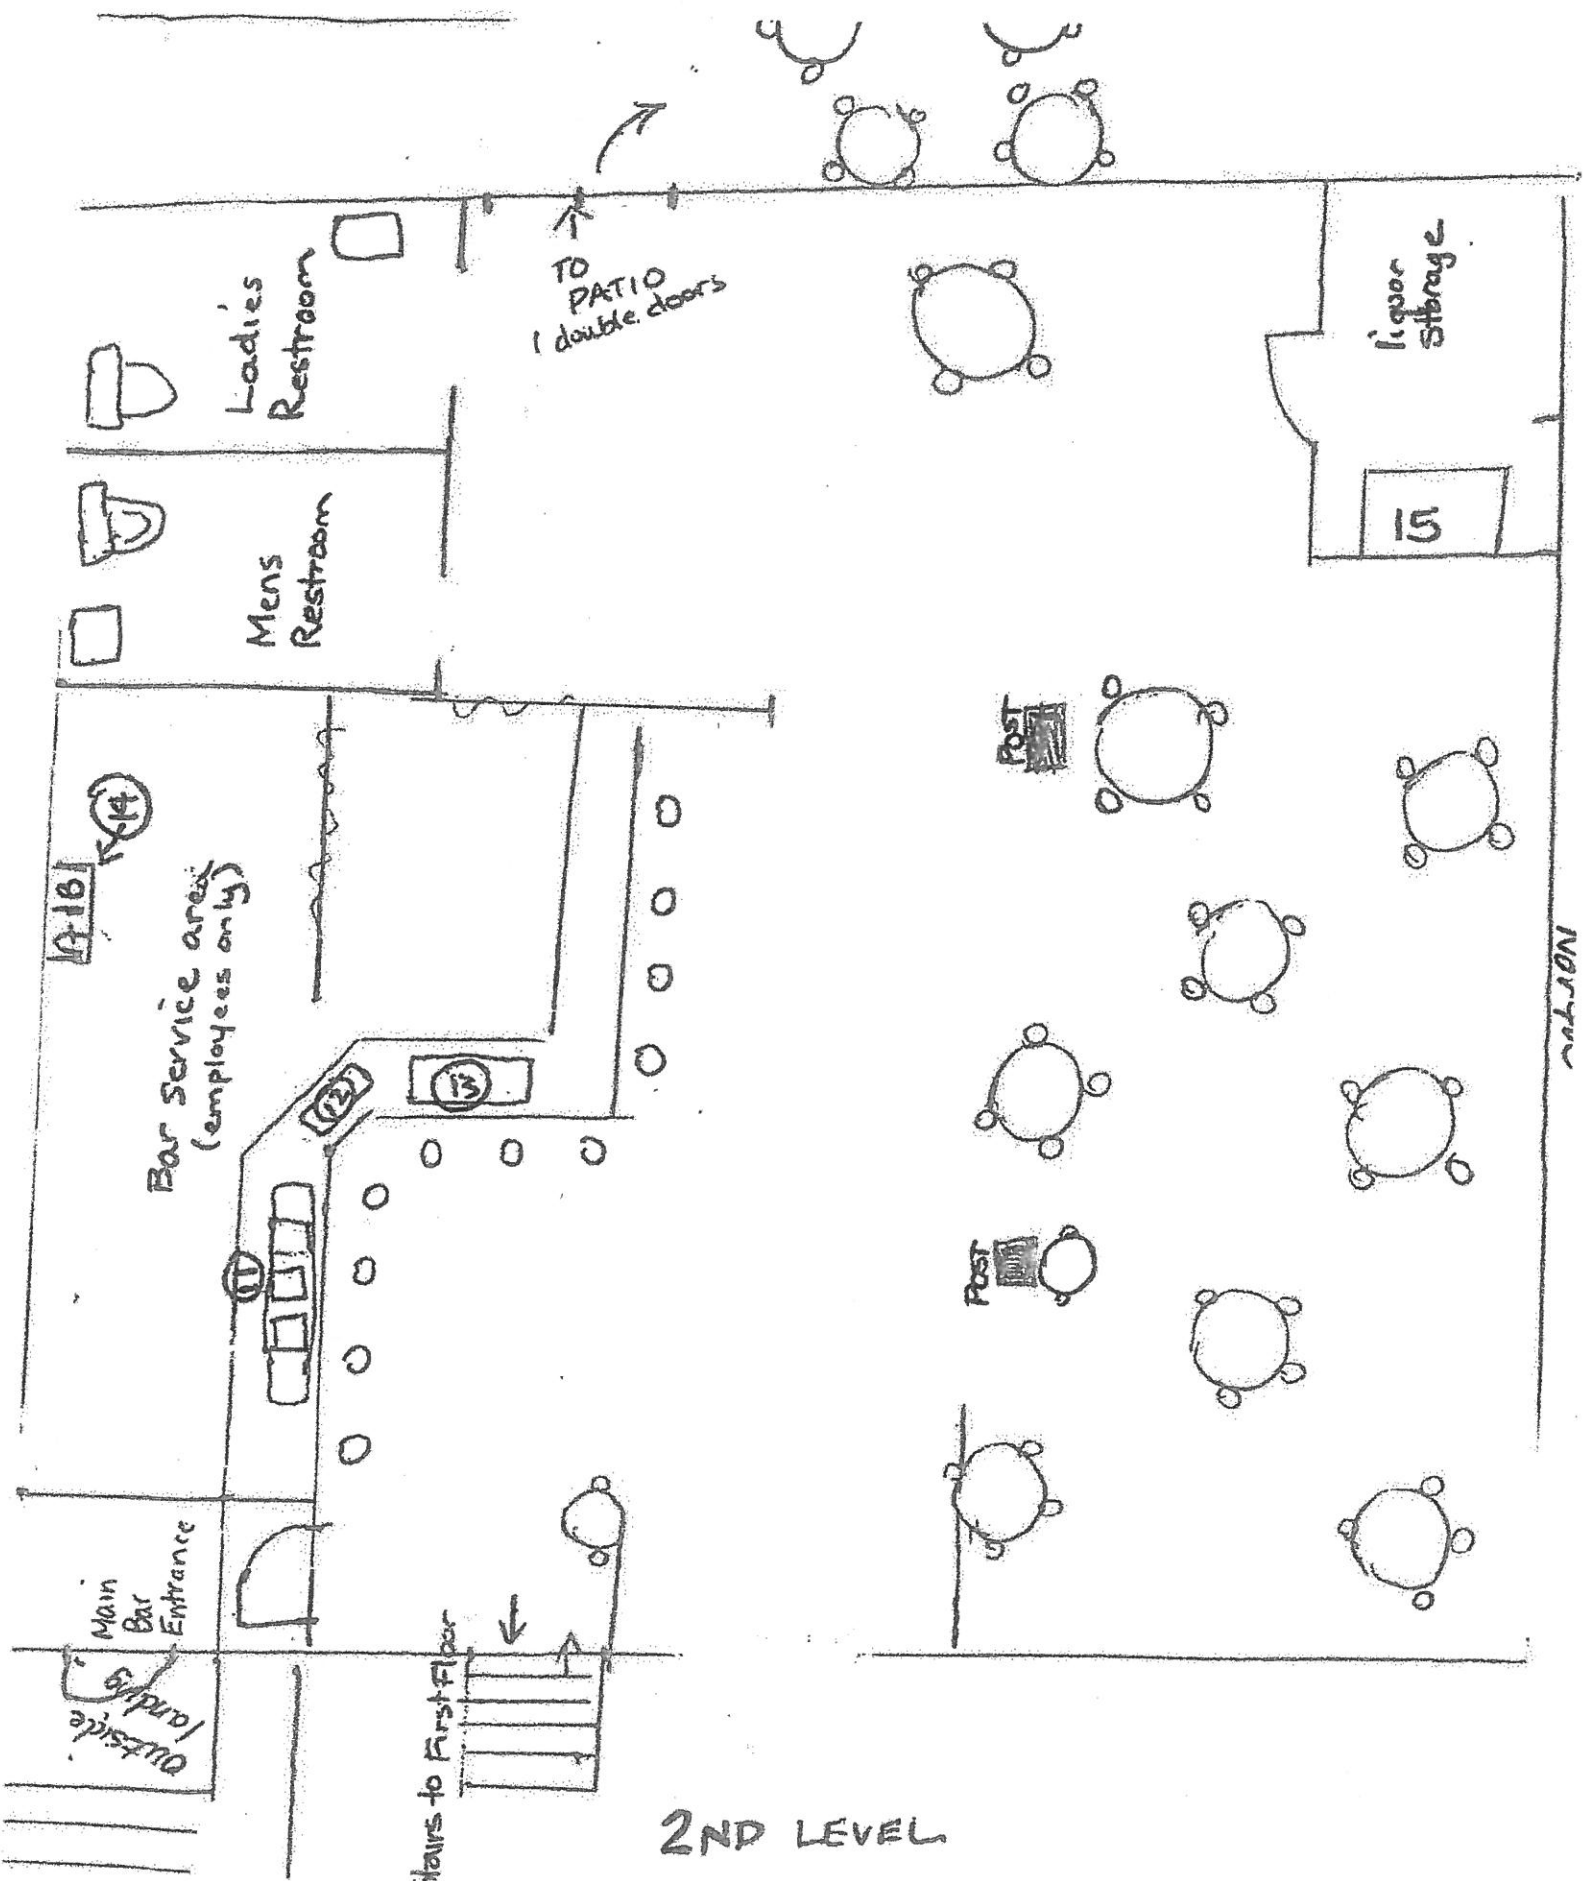 TO
PATIO
1 double doors
Ladies
Restroom
liquor
storage
15
Mens
Restroom
POST
14
Bar Service area
(employees only)
North
12
13
11
POST
Main
Bar
Entrance
outside
landing
Stairs to First Floor
2ND LEVEL